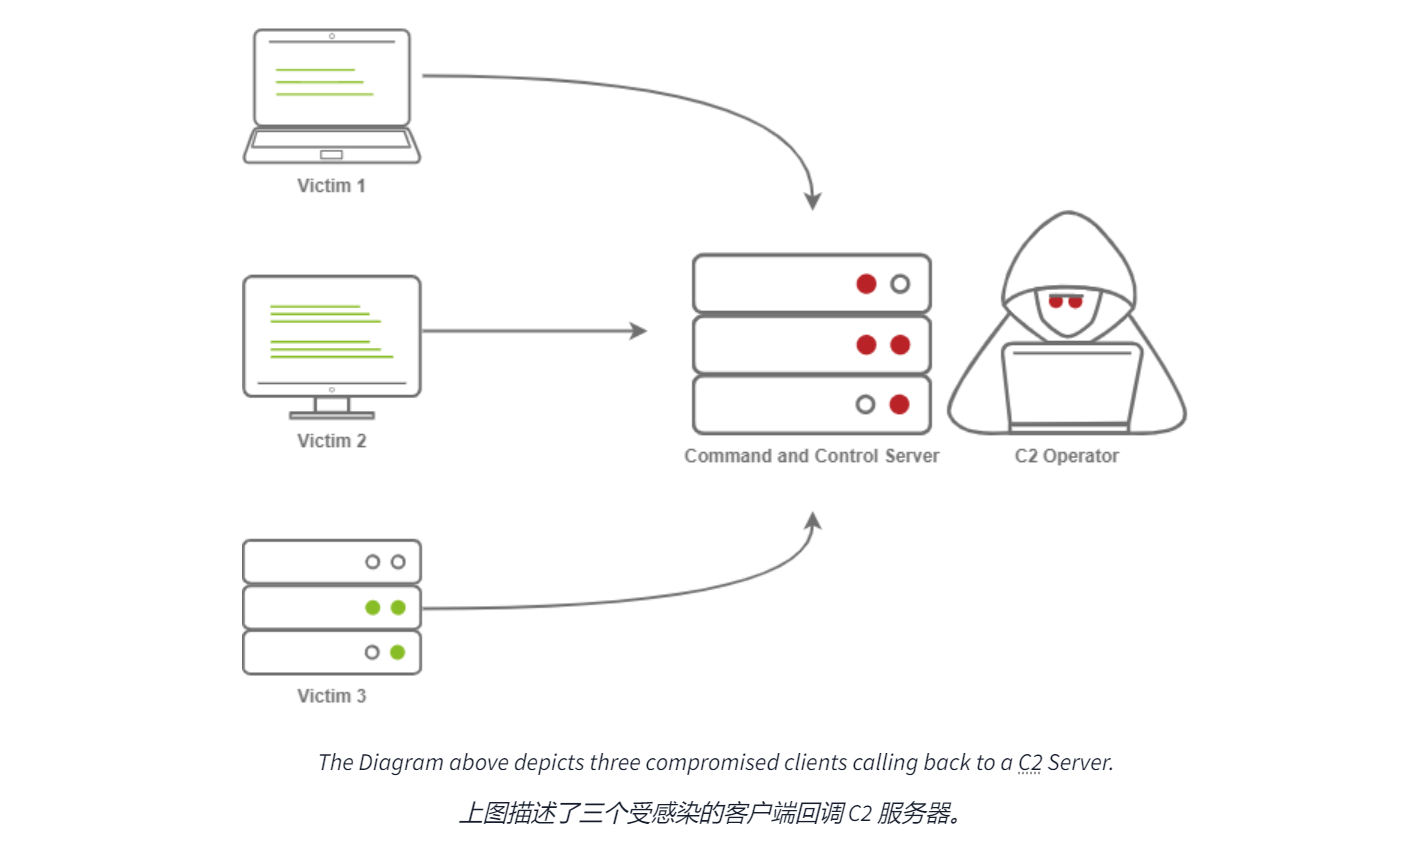 Victim 1
Victim 2
Command and Control Server
C2 Operator
Victim 3
The Diagram above depicts three compromised clients calling back to a C2 Server.
上图描述了三个受感染的客户端回调 C2 服务器。